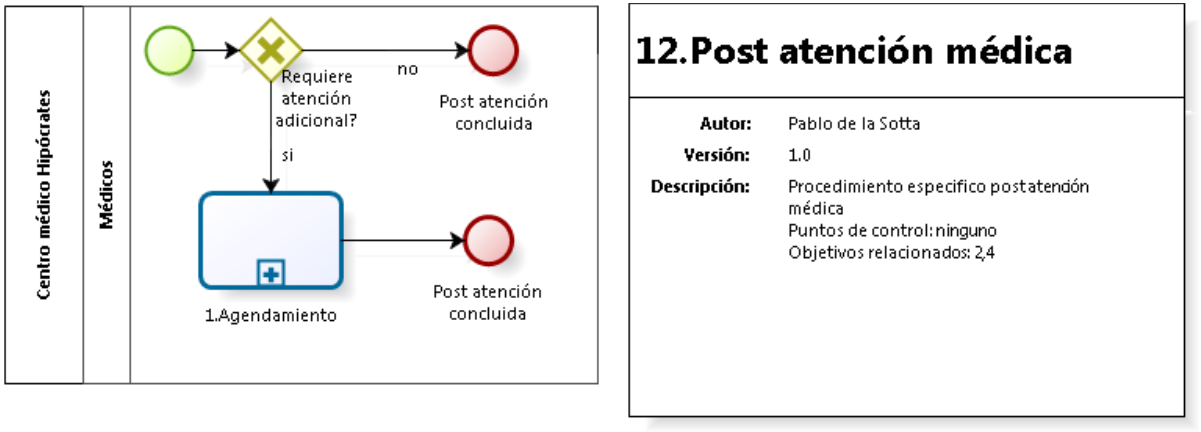 Centro médico Hipócrates
Médicos
Requiere
atención
adicional?
no
si
Post atención
concluida
1.Agendamiento
Post atención
concluida
12.Post atención médica
Autor: Pablo de la Sotta
Versión: 1.0
Descripción: Procedimiento especifico post atención
médica
Puntos de control: ninguno
Objetivos relacionados: 2,4